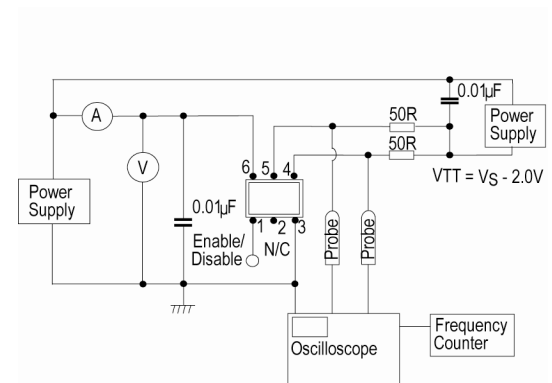 0.01µF
A
50R
Power
Supply
6 5 4
50R
V
VTT = VS - 2.0V
Power
Supply
0.01µF
1 2 3
Enable/
Disable
N/C
Probe
Probe
Oscilloscope
Frequency
Counter